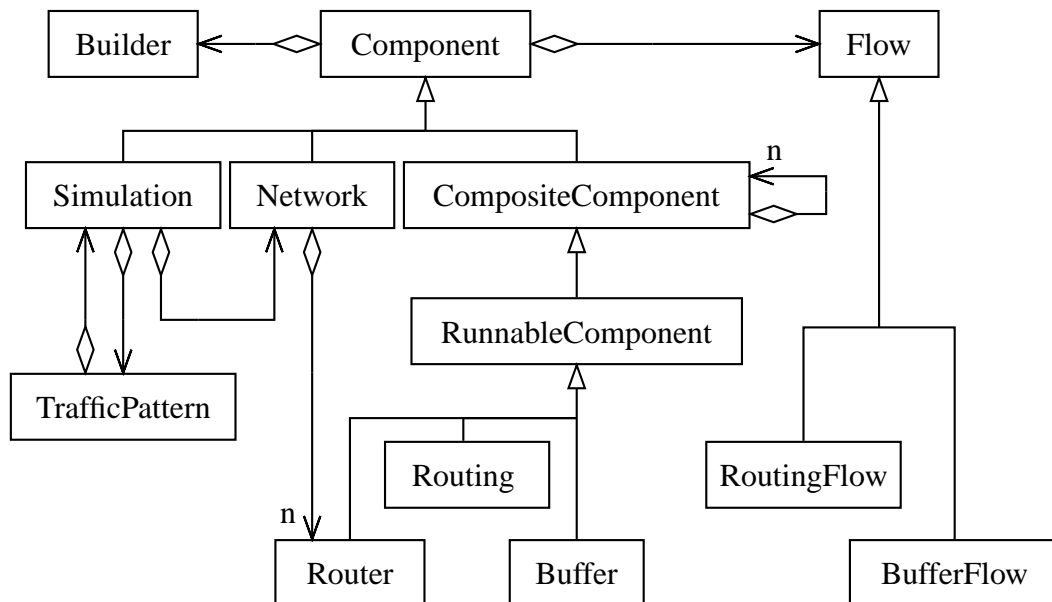 Builder
Component
Flow
n
Simulation
Network
CompositeComponent
RunnableComponent
TrafficPattern
Routing
RoutingFlow
n
Router
Buffer
BufferFlow